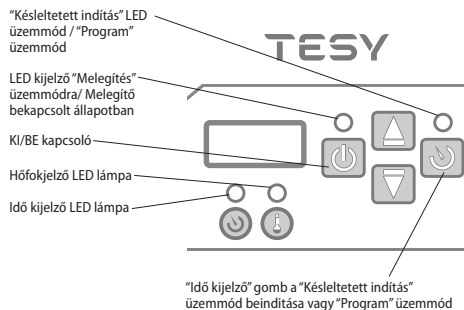 “Késleltetett indítás” LED
üzemmód / “Program”
üzemmód
TESY
LED kijelző “Melegítés”
üzemmódra/ Melegítő
bekapcsolt állapotban
KI/BE kapcsoló
Hőfokjelző LED lámpa
Idő kijelző LED lámpa
“Idő kijelző” gomb a “Késleltetett indítás”
üzemmód beinditása vagy “Program” üzemmód